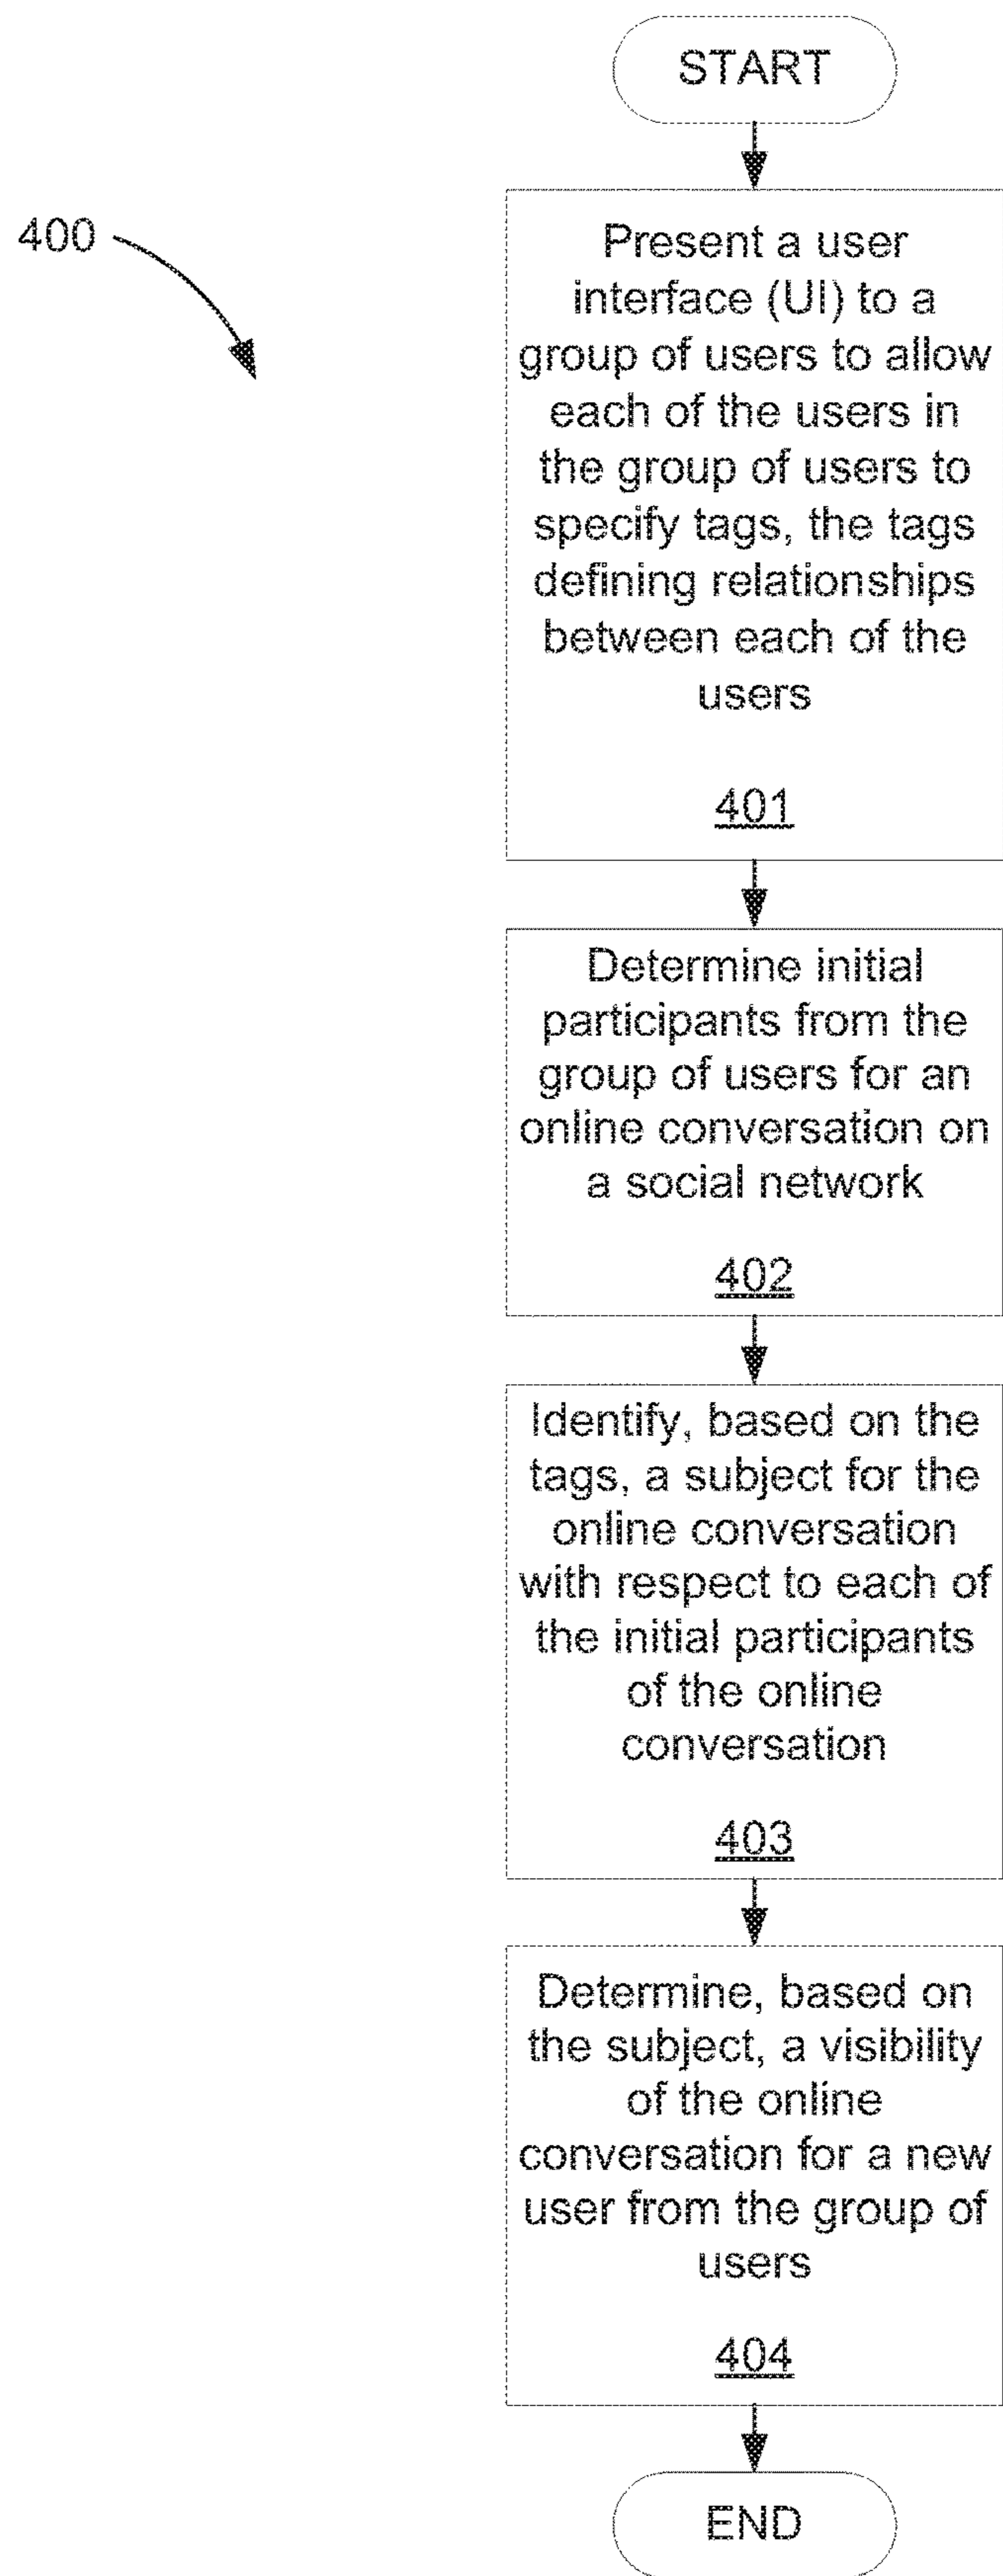 START
400
Present a user
interface (UI) to a
group of users to allow
each of the users in
the group of users to
specify tags, the tags
defining relationships
between each of the
users
401
Determine initial
participants from the
group of users for an
online conversation on
a social network
402
Identify, based on the
tags, a subject for the
online conversation
with respect to each of
the initial participants
of the online
conversation
403
Determine, based on
the subject, a visibility
of the online
conversation for a new
user from the group of
users
404
END